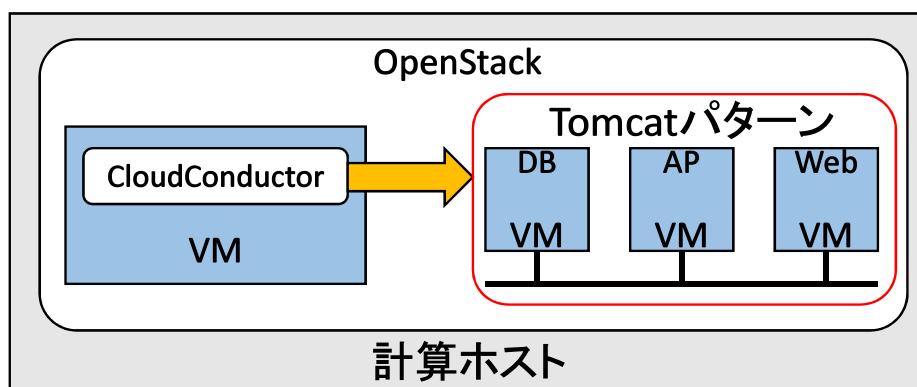 OpenStack
CloudConductor
VM
Tomcatパターン
DB
VM
AP
VM
Web
VM
計算ホスト